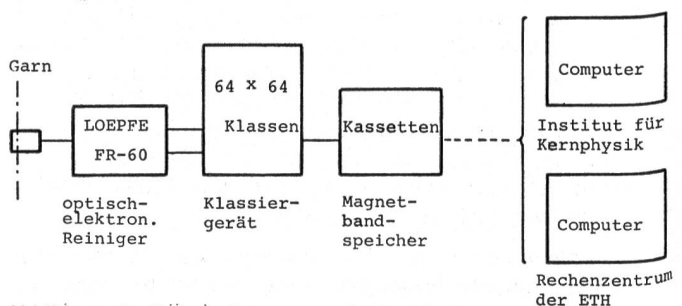 Garn
LOEPFE
FR-60
optisch-
elektron.
Reiniger
64 x 64
Klassen
Klassier-
gerät
Kassetten
Magnet-
band-
speicher
Computer
Institut für
Kernphysik
Computer
Rechenzentrum
der ETH